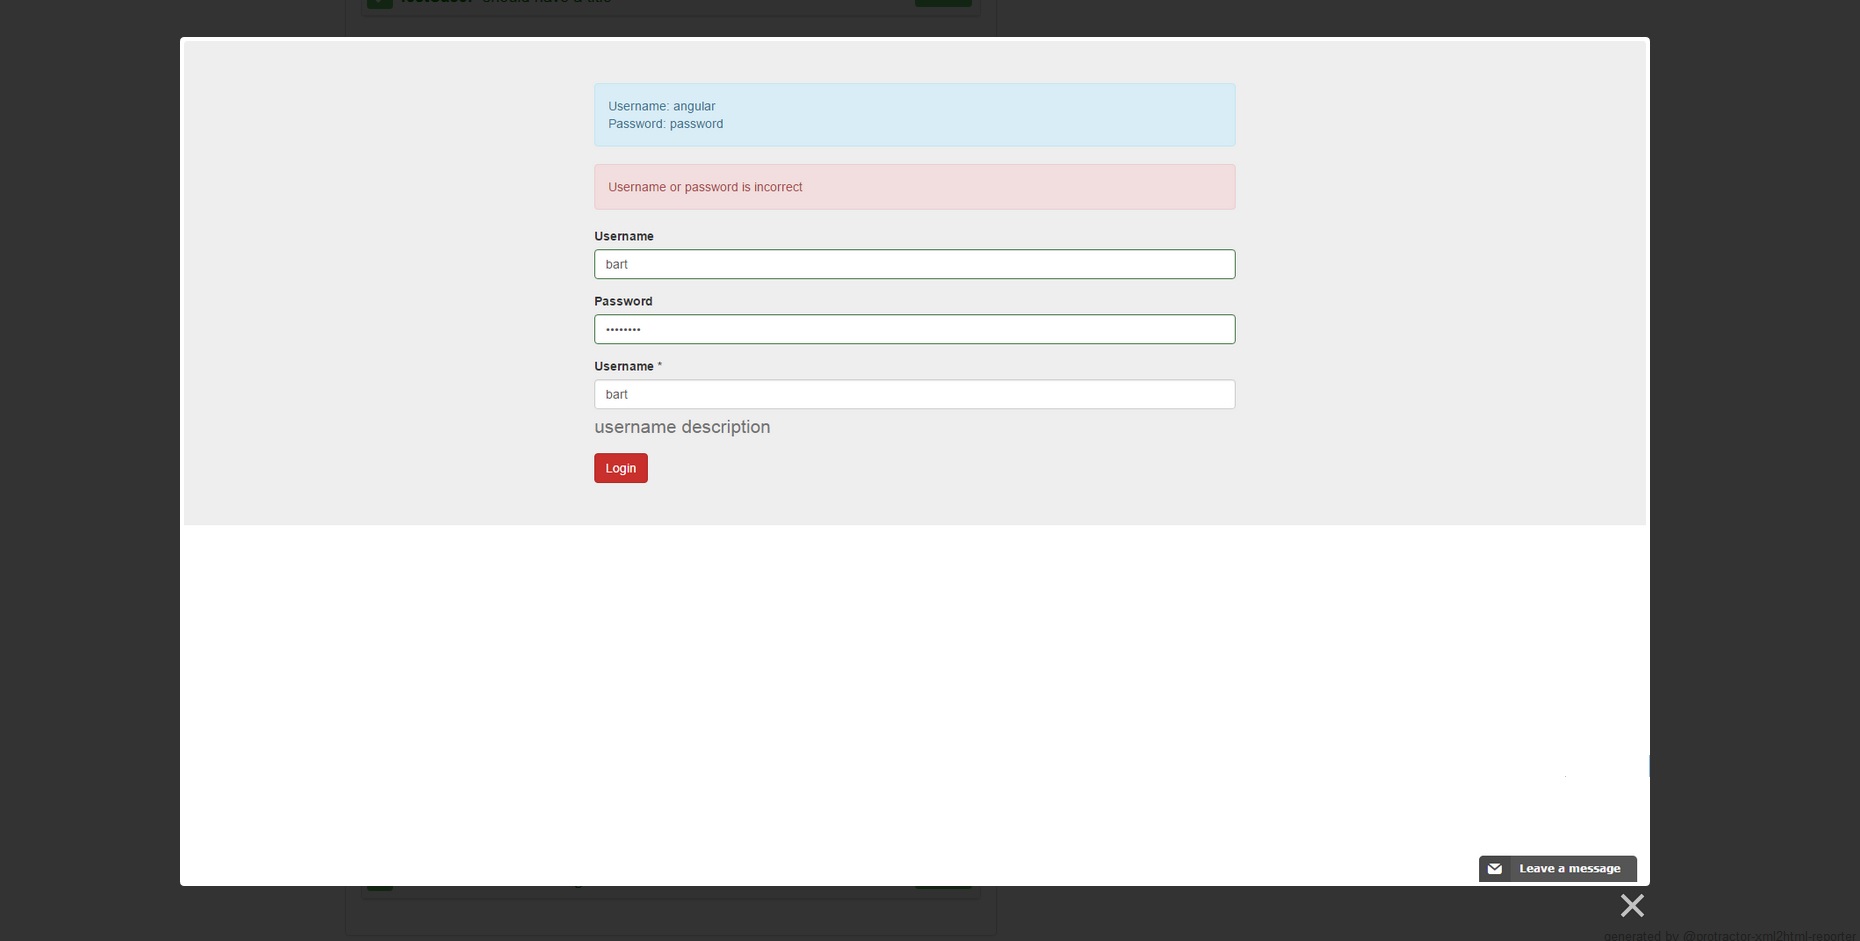 should have a title
Username: angular
Password: password
Username or password is incorrect
Username
bart
Password
••••••••
Username *
bart
username description
Login
Leave a message
generated by @protractor-xml2html-reporter